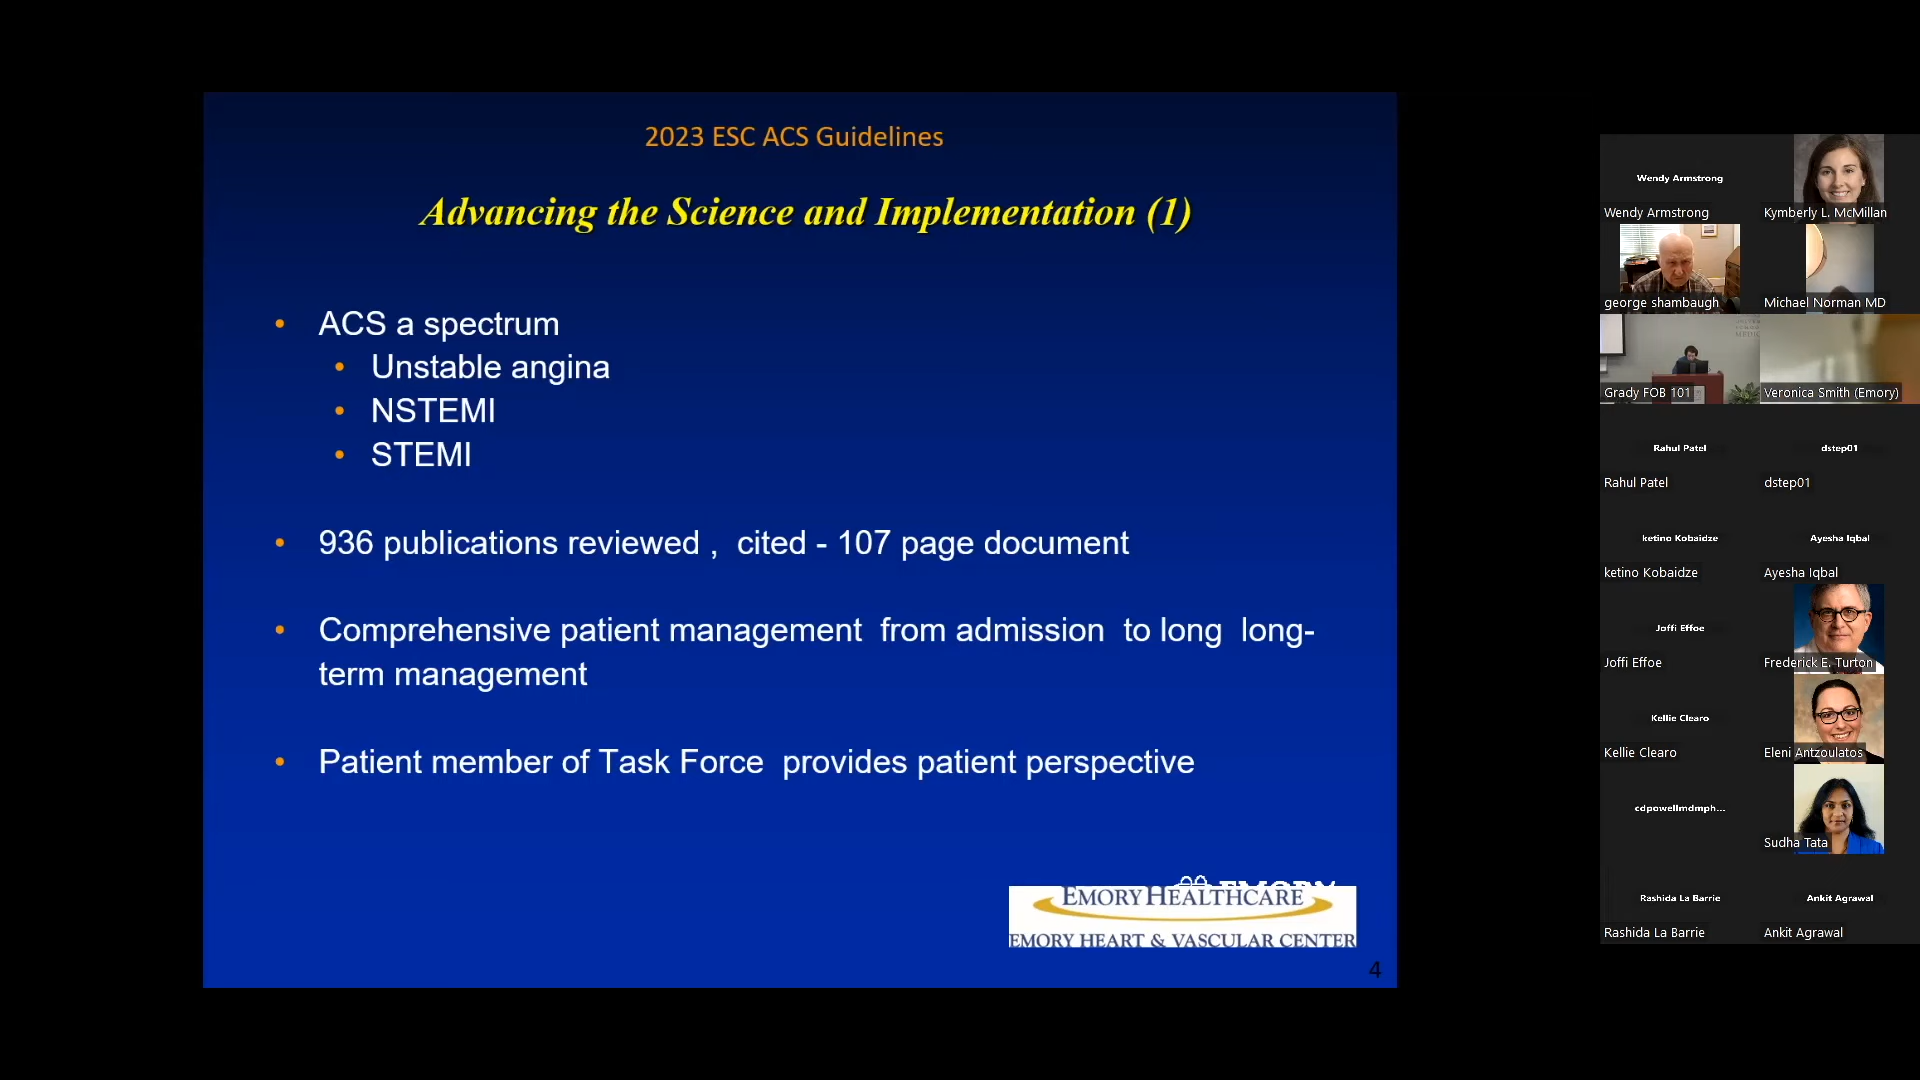 2023 ESC ACS Guidelines
Advancing the Science and Implementation (1)
• ACS a spectrum
• Unstable angina
• NSTEMI
• STEMI
• 936 publications reviewed , cited - 107 page document
• Comprehensive patient management from admission to long long-
term management
• Patient member of Task Force provides patient perspective
EMORY
EMORY HEALTHCARE
EMORY HEART & VASCULAR CENTER
4
Wendy Armstrong
Wendy Armstrong
Kymberly L. McMillan
george shambaugh
Michael Norman MD
Grady FOB 101
Veronica Smith (Emory)
Rahul Patel
Rahul Patel
dstep01
dstep01
ketino Kobaidze
ketino Kobaidze
Ayesha Iqbal
Ayesha Iqbal
Joffi Effoe
Joffi Effoe
Frederick E. Turton
Kellie Clearo
Kellie Clearo
Eleni Antzoulatos
cdpowellmdmph...
Sudha Tata
Rashida La Barrie
Rashida La Barrie
Ankit Agrawal
Ankit Agrawal